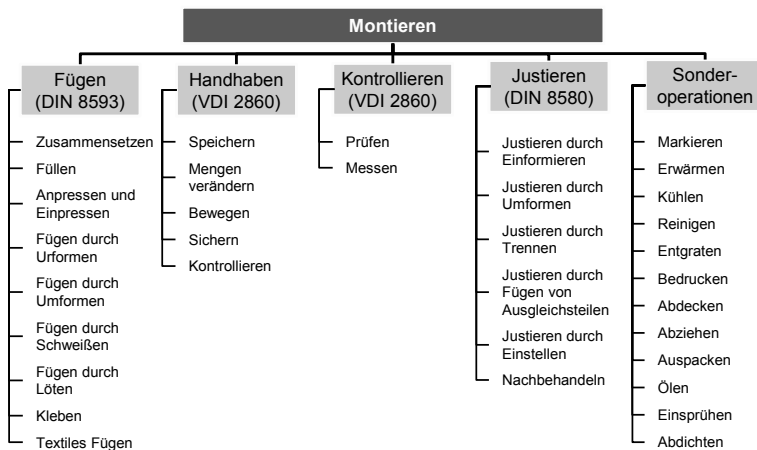 Montieren
Fügen
(DIN 8593)
Zusammensetzen
Füllen
Anpressen und
Einpressen
Fügen durch
Urformen
Fügen durch
Umformen
Fügen durch
Schweißen
Fügen durch
Löten
Kleben
Textiles Fügen
Handhaben
(VDI 2860)
Speichern
Mengen
verändern
Bewegen
Sichern
Kontrollieren
Kontrollieren
(VDI 2860)
Prüfen
Messen
Justieren
(DIN 8580)
Justieren durch
Einformieren
Justieren durch
Umformen
Justieren durch
Trennen
Justieren durch
Fügen von
Ausgleichsteilen
Justieren durch
Einstellen
Nachbehandeln
Sonder-
operationen
Markieren
Erwärmen
Kühlen
Reinigen
Entgraten
Bedrucken
Abdecken
Abziehen
Auspacken
Ölen
Einsprühen
Abdichten